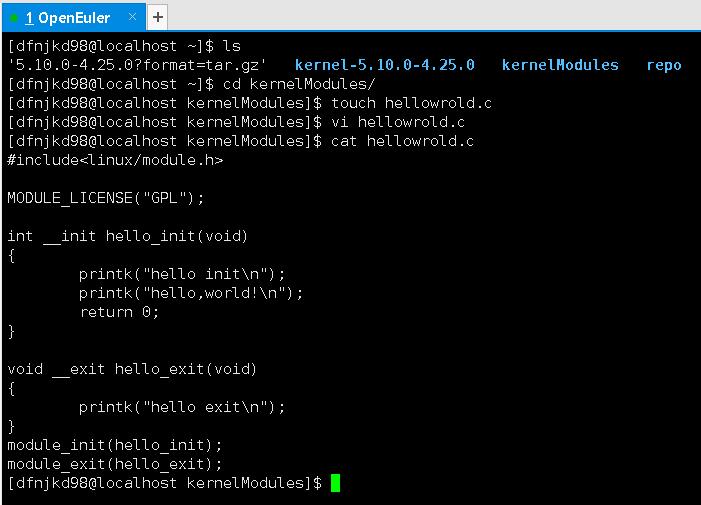 1 OpenEuler × +
[dfnjkd98@localhost ~]$ ls
'5.10.0-4.25.0?format=tar.gz'   kernel-5.10.0-4.25.0   kernelModules   repo
[dfnjkd98@localhost ~]$ cd kernelModules/
[dfnjkd98@localhost kernelModules]$ touch hellowrold.c
[dfnjkd98@localhost kernelModules]$ vi hellowrold.c
[dfnjkd98@localhost kernelModules]$ cat hellowrold.c
#include<linux/module.h>

MODULE_LICENSE("GPL");

int __init hello_init(void)
{
        printk("hello init\n");
        printk("hello,world!\n");
        return 0;
}

void __exit hello_exit(void)
{
        printk("hello exit\n");
}
module_init(hello_init);
module_exit(hello_exit);
[dfnjkd98@localhost kernelModules]$